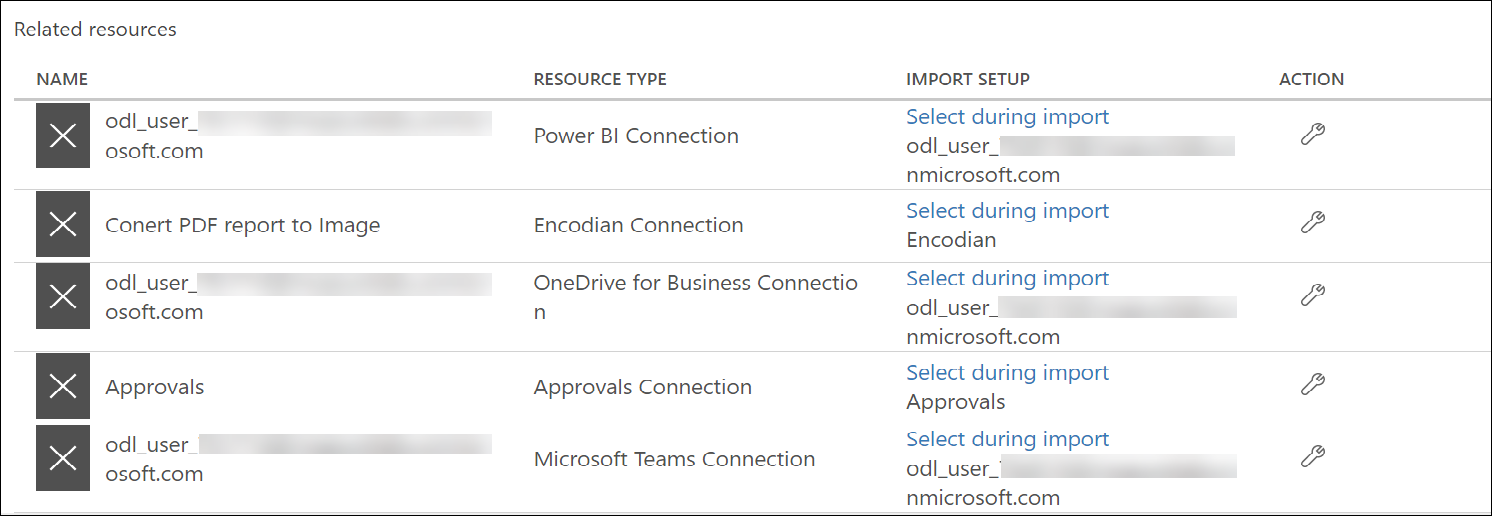 Related resources
NAME RESOURCE TYPE IMPORT SETUP ACTION
odl_user_
osoft.com
Power BI Connection
Select during import
odl_user_
nmicrosoft.com
Conert PDF report to Image
Encodian Connection
Select during import
Encodian
odl_user_
osoft.com
OneDrive for Business Connectio
n
Select during import
odl_user_
nmicrosoft.com
Approvals
Approvals Connection
Select during import
Approvals
odl_user_
osoft.com
Microsoft Teams Connection
Select during import
odl_user_
nmicrosoft.com